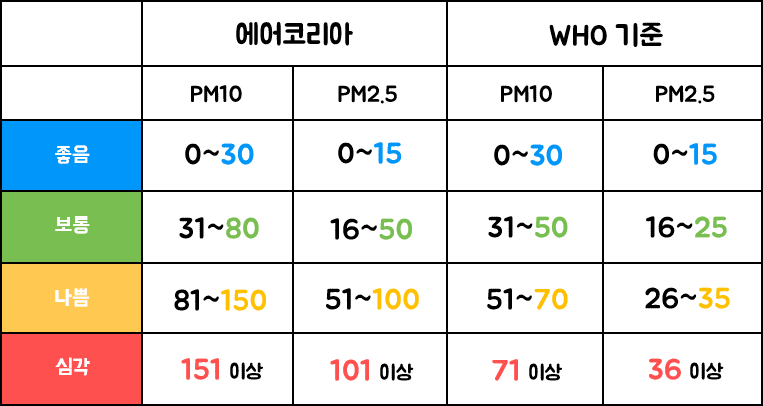 에어코리아 WHO 기준
PM10 PM2.5 PM10 PM2.5
좋음 0~30 0~15 0~30 0~15
보통 31~80 16~50 31~50 16~25
나쁨 81~150 51~100 51~70 26~35
심각 151 이상 101 이상 71 이상 36 이상